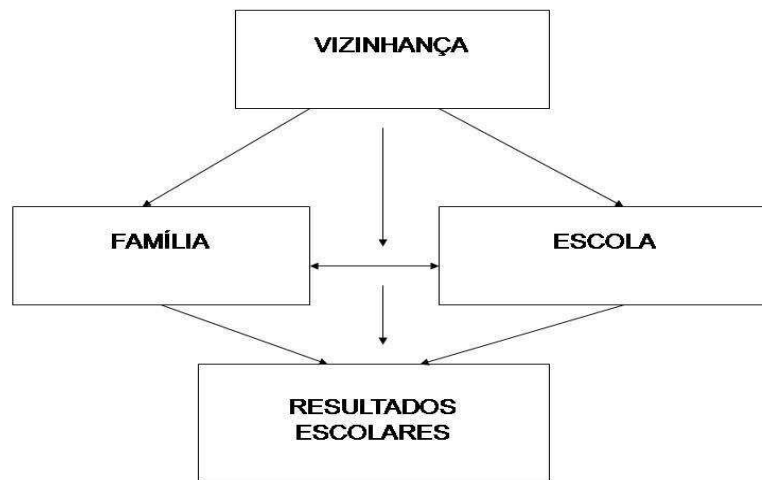 VIZINHANÇA
FAMÍLIA
ESCOLA
RESULTADOS
ESCOLARES